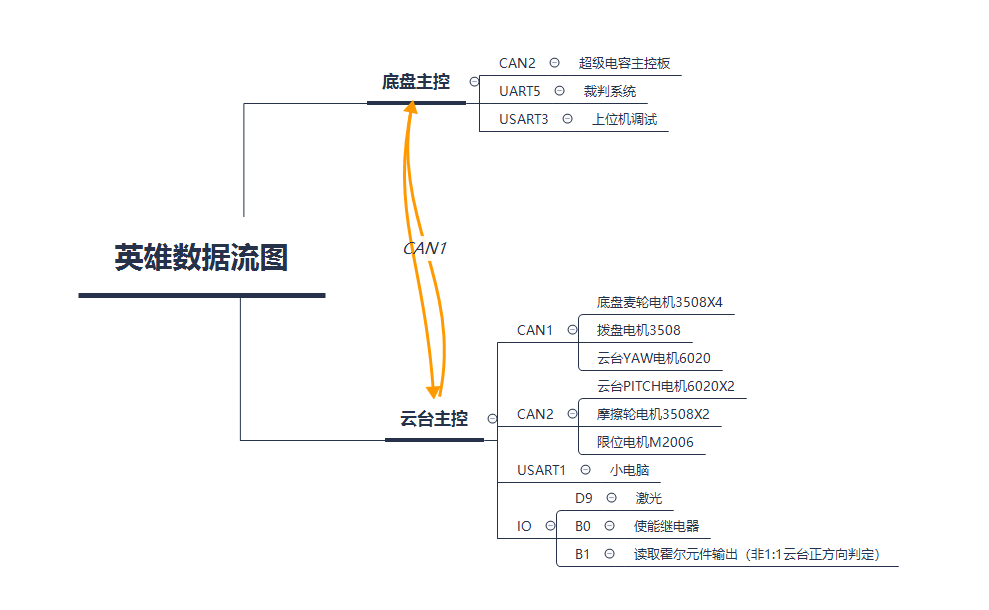 英雄数据流图
底盘主控
CAN2 超级电容主控板
UART5 裁判系统
USART3 上位机调试
CAN1
云台主控
CAN1
底盘麦轮电机3508X4
拨盘电机3508
云台YAW电机6020
CAN2
云台PITCH电机6020X2
摩擦轮电机3508X2
限位电机M2006
USART1 小电脑
IO
D9 激光
B0 使能继电器
B1 读取霍尔元件输出（非1:1云台正方向判定）